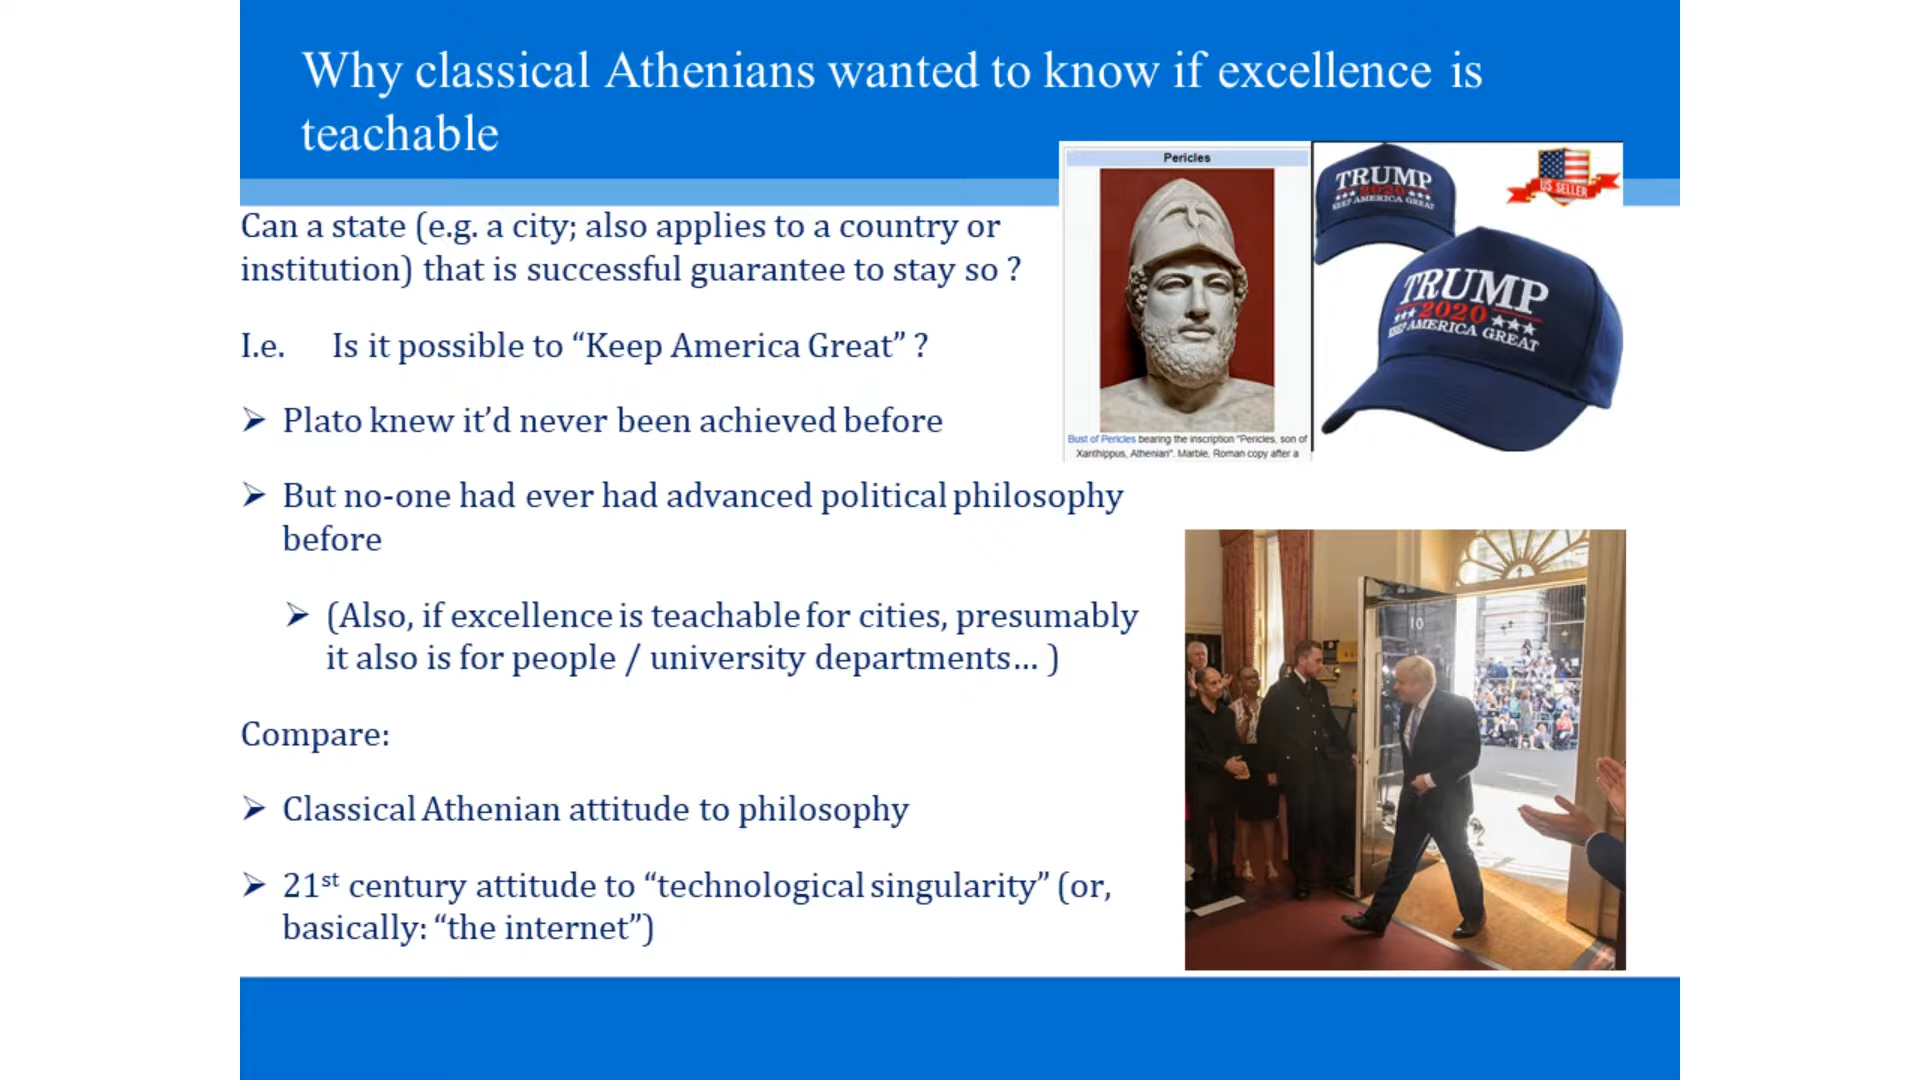 Why classical Athenians wanted to know if excellence is
teachable
Pericles
Bust of Pericles bearing the inscription "Pericles, son of
Xanthippus, Athenian". Marble, Roman copy after a
TRUMP
2020
KEEP AMERICA GREAT
US SELLER
TRUMP
2020
KEEP AMERICA GREAT
Can a state (e.g. a city; also applies to a country or
institution) that is successful guarantee to stay so ?
I.e. Is it possible to “Keep America Great” ?
➢ Plato knew it’d never been achieved before
➢ But no-one had ever had advanced political philosophy
before
➢ (Also, if excellence is teachable for cities, presumably
it also is for people / university departments… )
Compare:
➢ Classical Athenian attitude to philosophy
➢ 21st century attitude to “technological singularity” (or,
basically: “the internet”)
10